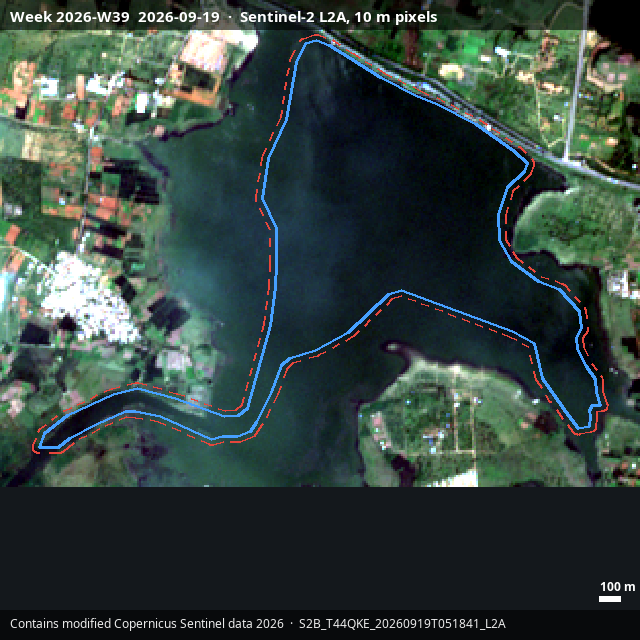 Week 2026-W39  2026-09-19  ·  Sentinel-2 L2A, 10 m pixels
100 m
Contains modified Copernicus Sentinel data 2026  ·  S2B_T44QKE_20260919T051841_L2A